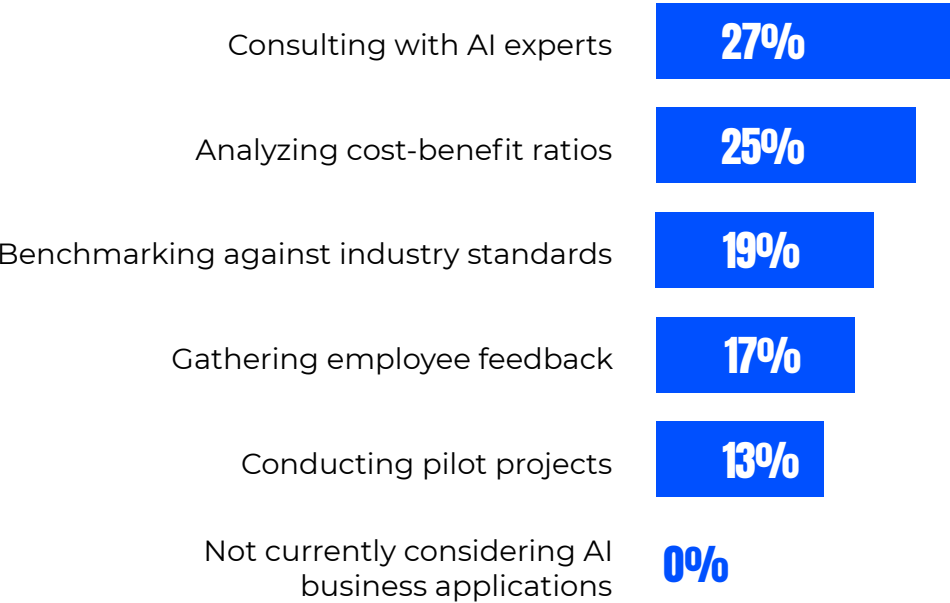 Consulting with AI experts
27%
Analyzing cost-benefit ratios
25%
Benchmarking against industry standards
19%
Gathering employee feedback
17%
Conducting pilot projects
13%
Not currently considering AI
business applications
0%